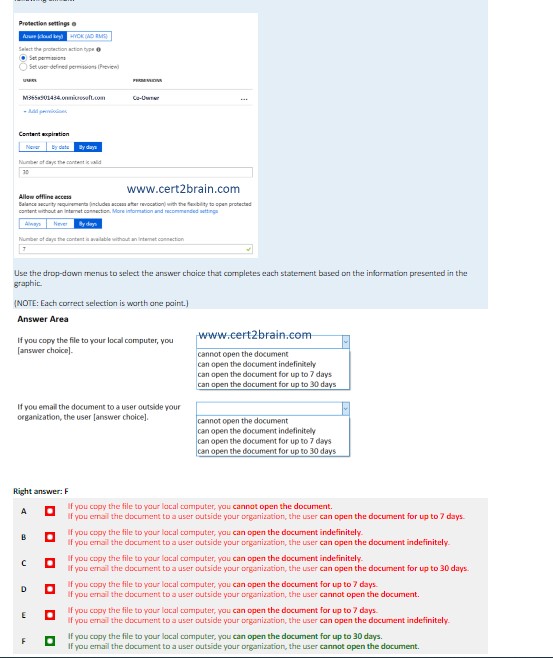 Protection settings
Azure (cloud key) HYOK (AD RMS)
Select the protection action type
Set permissions
Set user-defined permissions (Preview)
USERS PERMISSIONS
M365x901434.onmicrosoft.com Co-Owner ...
+ Add permissions
Content expiration
Never By date By days
Number of days the content is valid
30
www.cert2brain.com
Allow offline access
Balance security requirements (includes access after revocation) with the flexibility to open protected
content without an Internet connection. More information and recommended settings
Always Never By days
Number of days the content is available without an Internet connection
7
Use the drop-down menus to select the answer choice that completes each statement based on the information presented in the
graphic.
(NOTE: Each correct selection is worth one point.)
Answer Area
www.cert2brain.com
If you copy the file to your local computer, you
[answer choice].
cannot open the document
can open the document indefinitely
can open the document for up to 7 days
can open the document for up to 30 days
If you email the document to a user outside your
organization, the user [answer choice].
cannot open the document
can open the document indefinitely
can open the document for up to 7 days
can open the document for up to 30 days
Right answer: F
A If you copy the file to your local computer, you cannot open the document.
If you email the document to a user outside your organization, the user can open the document for up to 7 days.
B If you copy the file to your local computer, you can open the document indefinitely.
If you email the document to a user outside your organization, the user can open the document indefinitely.
C If you copy the file to your local computer, you can open the document indefinitely.
If you email the document to a user outside your organization, the user can open the document for up to 30 days.
D If you copy the file to your local computer, you can open the document for up to 7 days.
If you email the document to a user outside your organization, the user cannot open the document.
E If you copy the file to your local computer, you can open the document for up to 7 days.
If you email the document to a user outside your organization, the user can open the document indefinitely.
F If you copy the file to your local computer, you can open the document for up to 30 days.
If you email the document to a user outside your organization, the user cannot open the document.